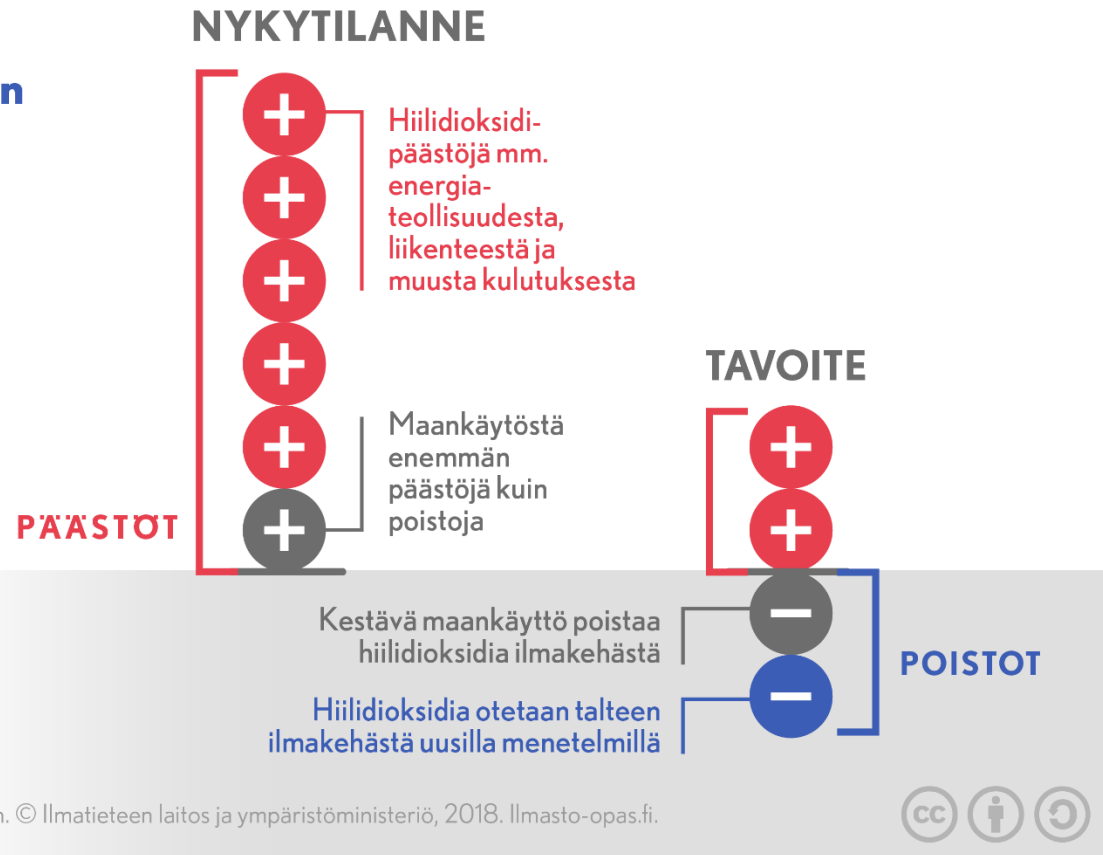 NYKYTILANNE
n
Hiilidioksidi-
päästöjä mm.
energia-
teollisuudesta,
liikenteestä ja
muusta kulutuksesta
Maankäytöstä
enemmän
päästöjä kuin
poistoja
PÄÄSTÖT
TAVOITE
Kestävä maankäyttö poistaa
hiilidioksidia ilmakehästä
Hiilidioksidia otetaan talteen
ilmakehästä uusilla menetelmillä
POISTOT
n. © Ilmatieteen laitos ja ympäristöministeriö, 2018. Ilmasto-opas.fi.
cc